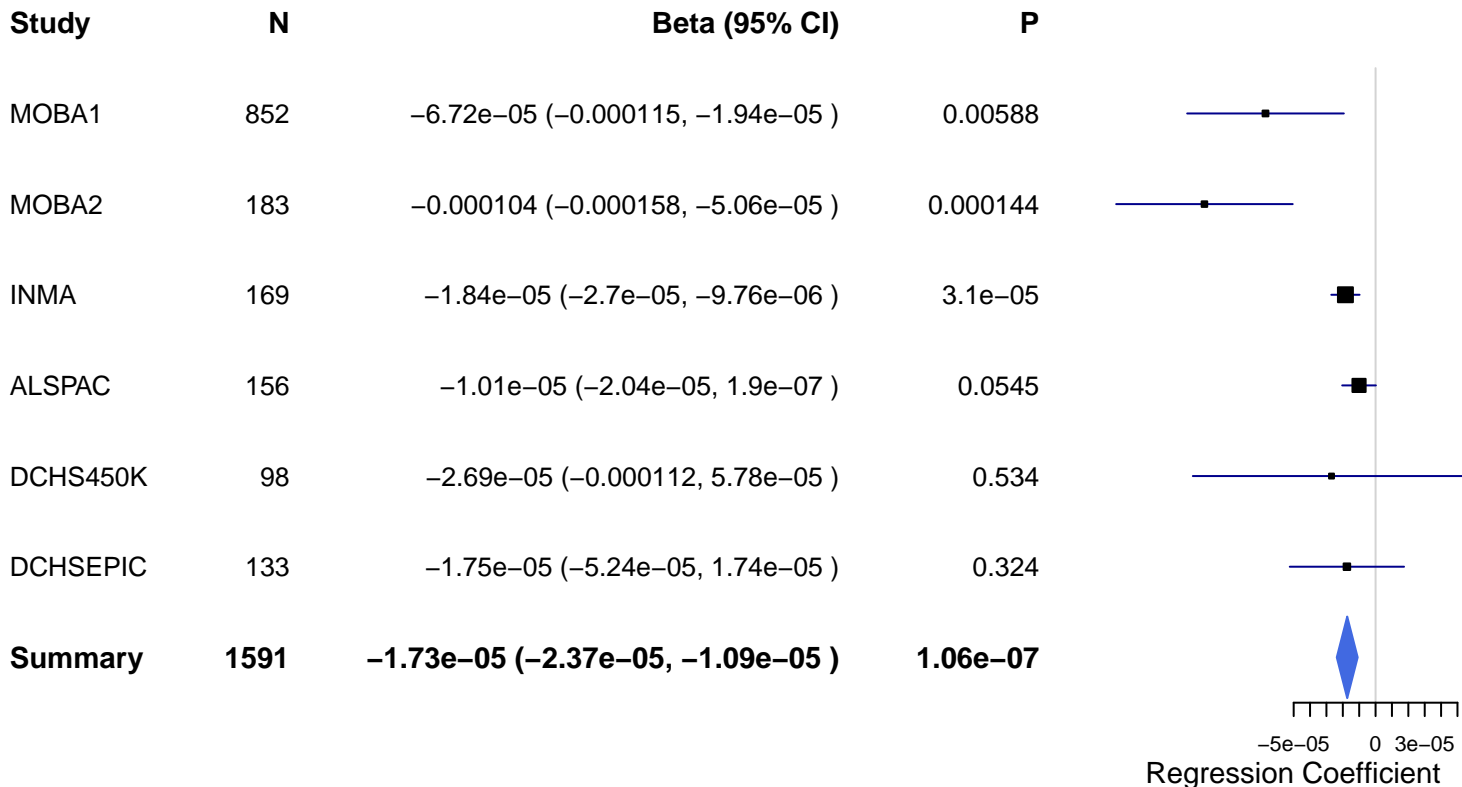 Study N Beta (95% CI) P
MOBA1 852 −6.72e−05 (−0.000115, −1.94e−05 ) 0.00588
MOBA2 183 −0.000104 (−0.000158, −5.06e−05 ) 0.000144
INMA 169 −1.84e−05 (−2.7e−05, −9.76e−06 ) 3.1e−05
ALSPAC 156 −1.01e−05 (−2.04e−05, 1.9e−07 ) 0.0545
DCHS450K 98 −2.69e−05 (−0.000112, 5.78e−05 ) 0.534
DCHSEPIC 133 −1.75e−05 (−5.24e−05, 1.74e−05 ) 0.324
Summary 1591 −1.73e−05 (−2.37e−05, −1.09e−05 ) 1.06e−07
−5e−05 0 3e−05
Regression Coefficient